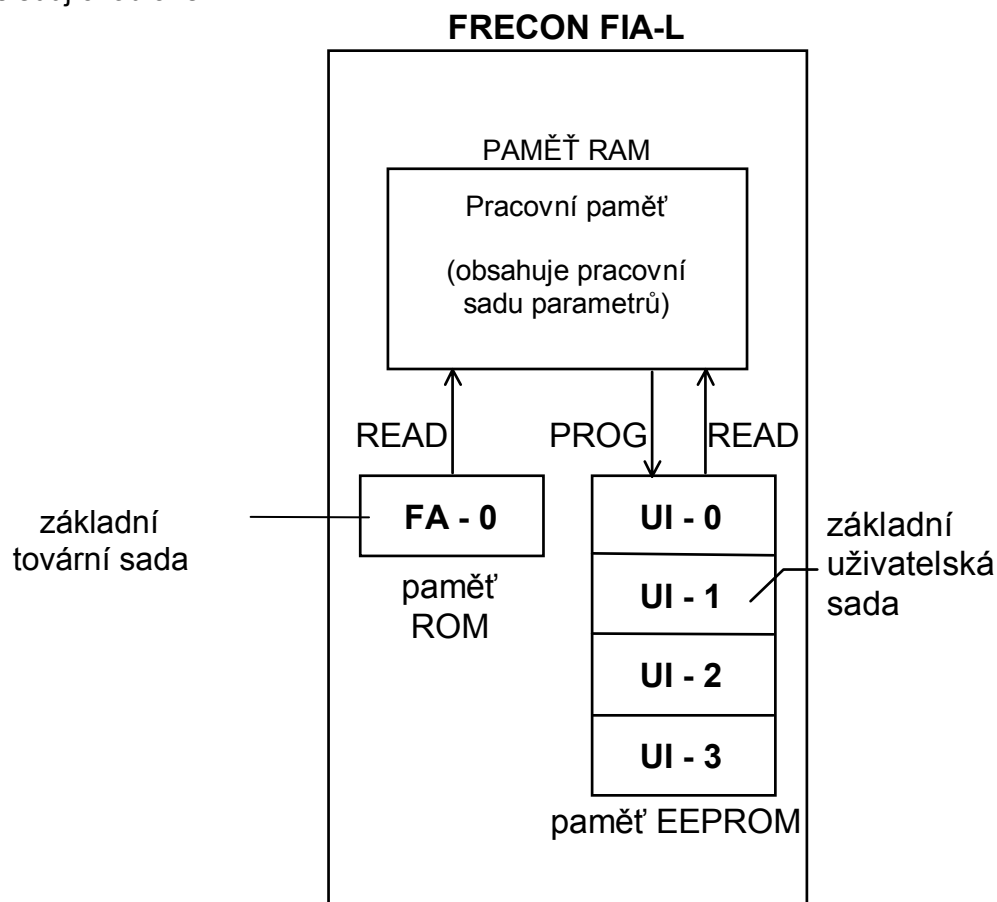 FRECON FIA-L
PAMĚŤ RAM
Pracovní paměť
(obsahuje pracovní
sadu parametrů)
READ
PROG
READ
základní
tovární sada
FA - 0
paměť
ROM
UI - 0
UI - 1
UI - 2
UI - 3
základní
uživatelská
sada
paměť EEPROM